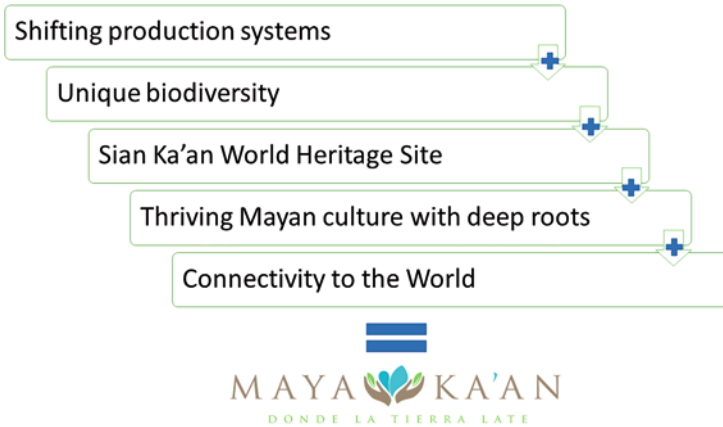 Shifting production systems
Unique biodiversity
Sian Ka’an World Heritage Site
Thriving Mayan culture with deep roots
Connectivity to the World
MAYA KA’AN
DONDE LA TIERRA LATE